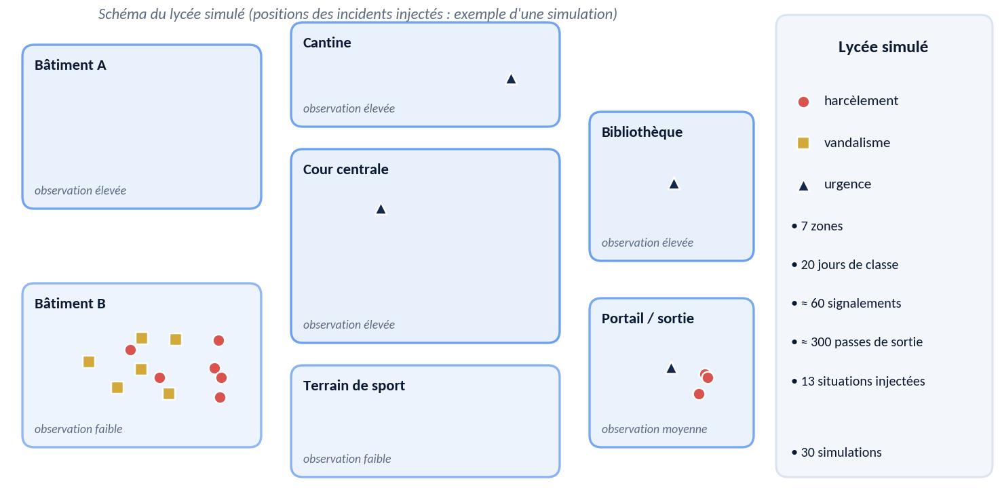 Schéma du lycée simulé (positions des incidents injectés : exemple d'une simulation)
Bâtiment A
observation élevée
Cantine
observation élevée
Cour centrale
observation élevée
Bibliothèque
observation élevée
Bâtiment B
observation faible
Terrain de sport
observation faible
Portail / sortie
observation moyenne
Lycée simulé
harcèlement
vandalisme
urgence
• 7 zones
• 20 jours de classe
• ≈ 60 signalements
• ≈ 300 passes de sortie
• 13 situations injectées
• 30 simulations